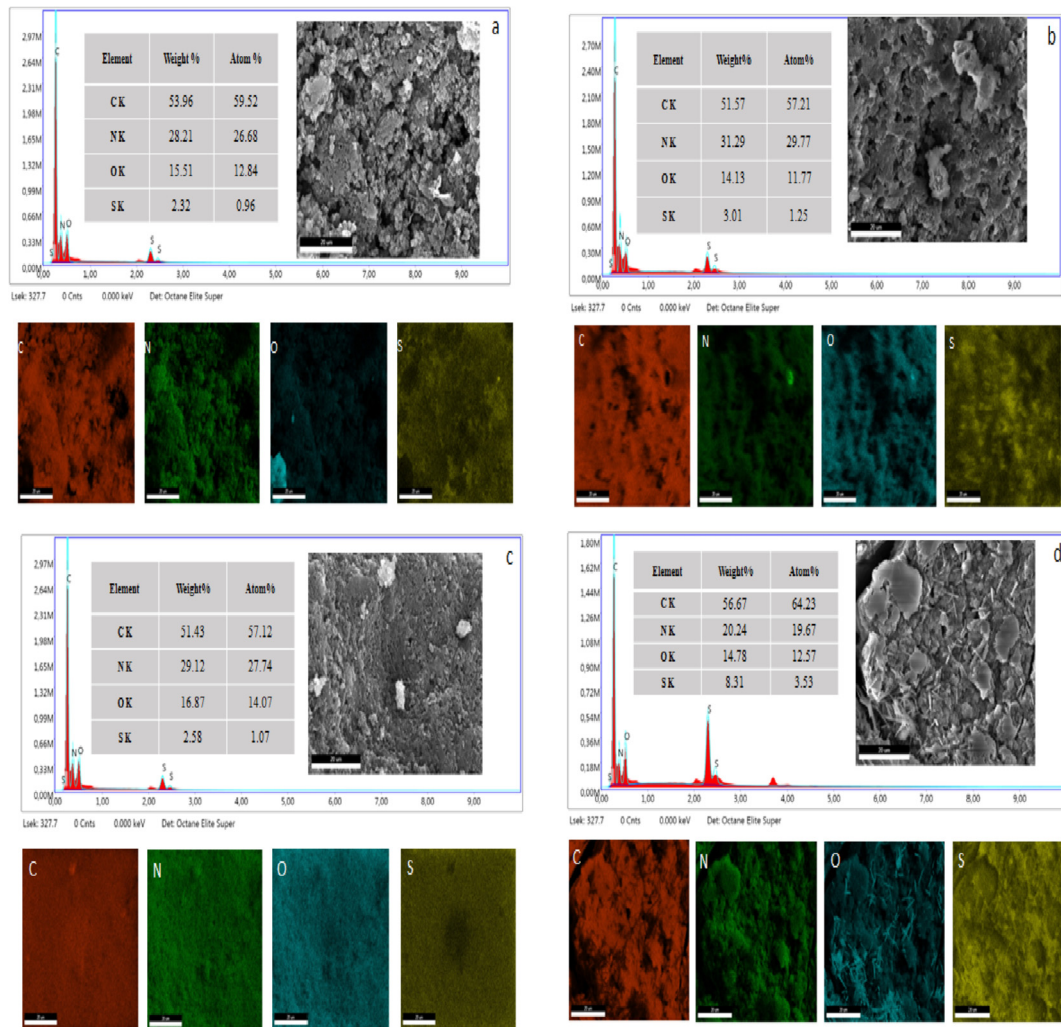 a
2,97M
2,64M
2,31M
1,98M
1,65M
1,32M
0,99M
0,66M
0,33M
0,00M
C
N
O
S
S
S
Element Weight % Atom %
CK 53.96 59.52
NK 28.21 26.68
OK 15.51 12.84
SK 2.32 0.96
20 um
0,00 1,00 2,00 3,00 4,00 5,00 6,00 7,00 8,00 9,00
Lsek: 327.7 0 Cnts 0.000 keV Det: Octane Elite Super
C N O S
b
2,70M
2,40M
2,10M
1,80M
1,50M
1,20M
0,90M
0,60M
0,30M
0,00M
C
N
O
S
S
S
Element Weight% Atom%
CK 51.57 57.21
NK 31.29 29.77
OK 14.13 11.77
SK 3.01 1.25
20 um
0,00 1,00 2,00 3,00 4,00 5,00 6,00 7,00 8,00 9,00
Lsek: 327.7 0 Cnts 0.000 keV Det: Octane Elite Super
C N O S
c
2,97M
2,64M
2,31M
1,98M
1,65M
1,32M
0,99M
0,66M
0,33M
0,00M
C
N
O
S
S
S
Element Weight% Atom%
CK 51.43 57.12
NK 29.12 27.74
OK 16.87 14.07
SK 2.58 1.07
20 um
0,00 1,00 2,00 3,00 4,00 5,00 6,00 7,00 8,00 9,00
Lsek: 327.7 0 Cnts 0.000 keV Det: Octane Elite Super
C N O S
d
1.80M
1,62M
1,44M
1,26M
1,08M
0,90M
0,72M
0,54M
0,36M
0,18M
0,00M
C
N
O
S
S
S
Element Weight% Atom%
CK 56.67 64.23
NK 20.24 19.67
OK 14.78 12.57
SK 8.31 3.53
20 um
0,00 1,00 2,00 3,00 4,00 5,00 6,00 7,00 8,00 9,00
Lsek: 327.7 0 Cnts 0.000 keV Det: Octane Elite Super
C N O S